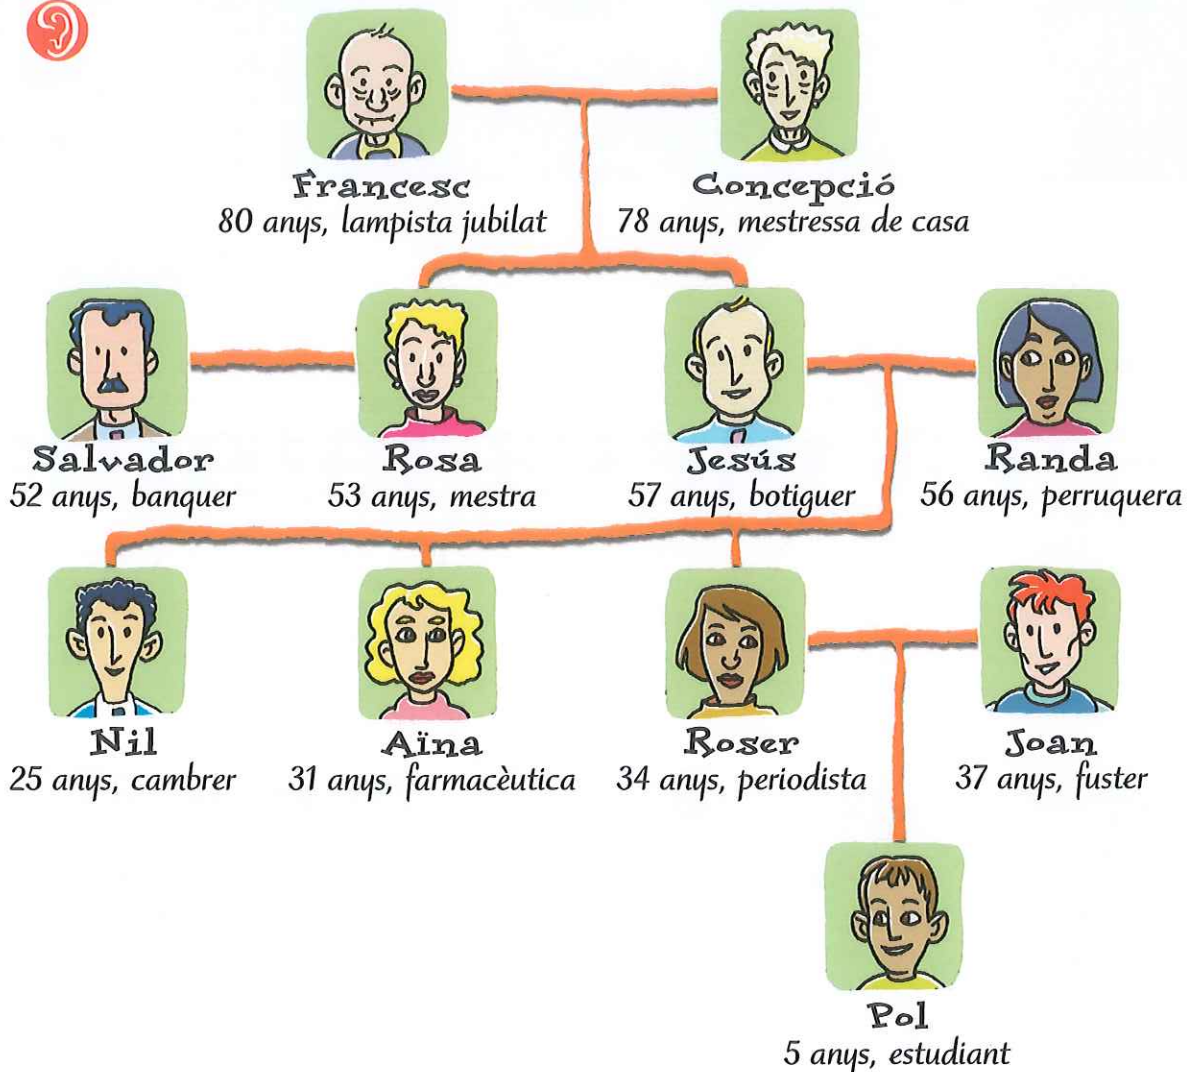 Francesc
80 anys, lampista jubilat
Concepció
78 anys, mestressa de casa
Salvador
52 anys, banquer
Rosa
53 anys, mestra
Jesús
57 anys, botiguer
Randa
56 anys, perruquera
Nil
25 anys, cambrer
Aïna
31 anys, farmacèutica
Roser
34 anys, periodista
Joan
37 anys, fuster
Pol
5 anys, estudiant